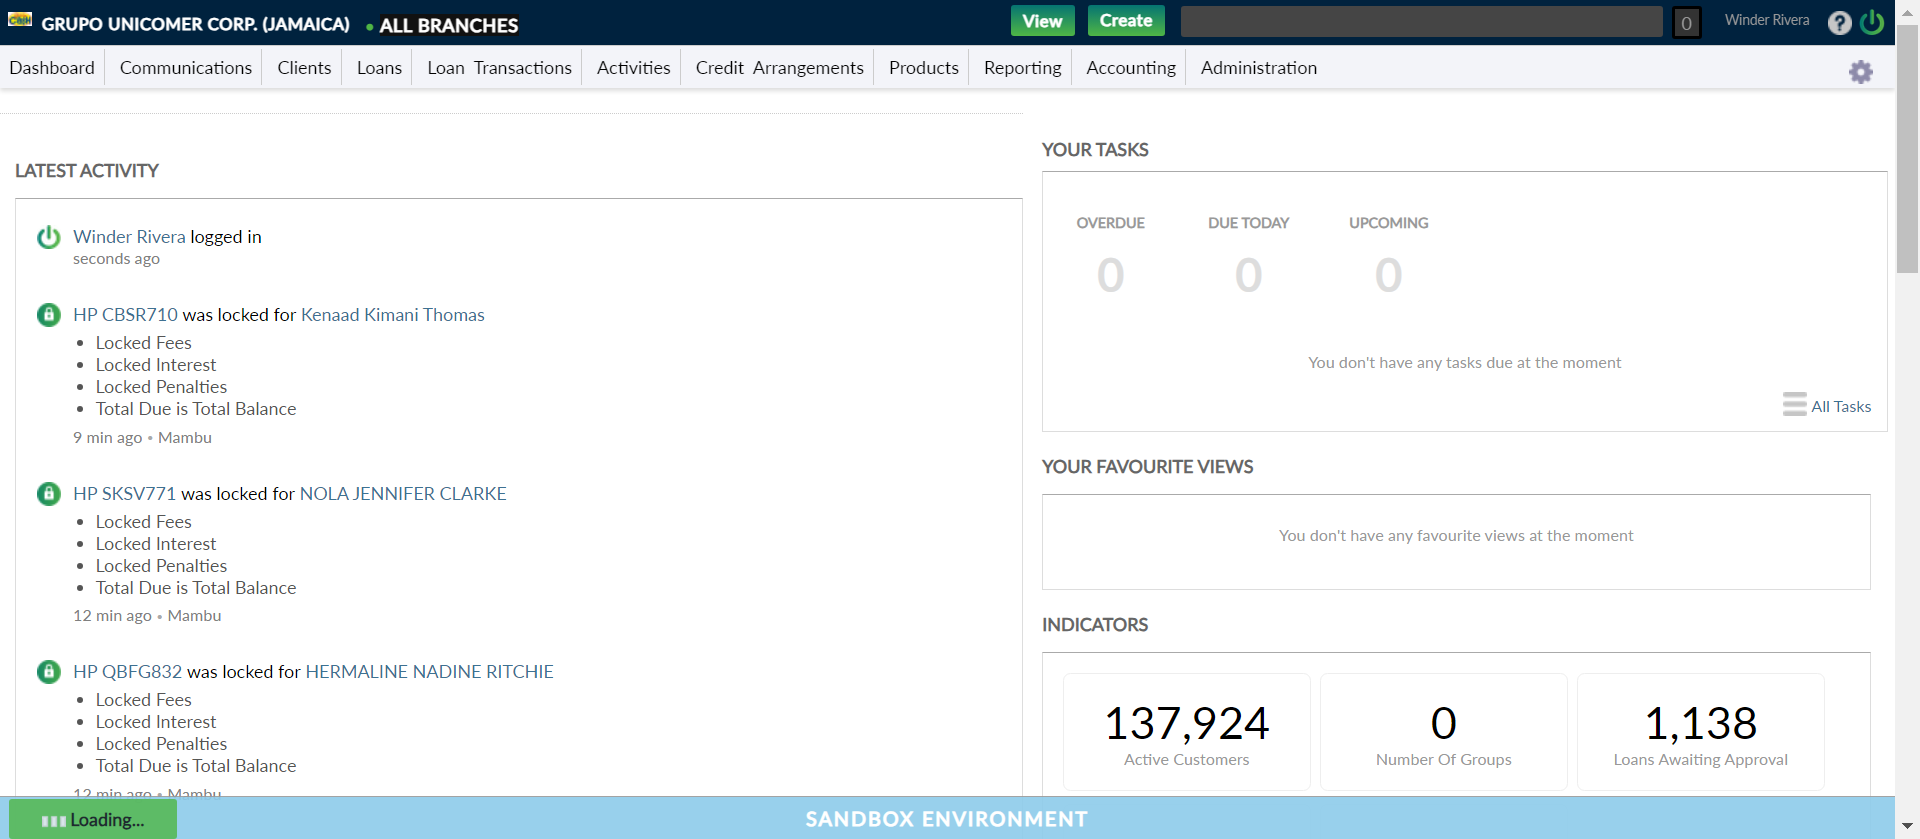 GRUPO UNICOMER CORP. (JAMAICA) • ALL BRANCHES
View Create 0 Winder Rivera ?
Dashboard Communications Clients Loans Loan Transactions Activities Credit Arrangements Products Reporting Accounting Administration
LATEST ACTIVITY
Winder Rivera logged in
seconds ago
HP CBSR710 was locked for Kenaad Kimani Thomas
• Locked Fees
• Locked Interest
• Locked Penalties
• Total Due is Total Balance
9 min ago • Mambu
HP SKSV771 was locked for NOLA JENNIFER CLARKE
• Locked Fees
• Locked Interest
• Locked Penalties
• Total Due is Total Balance
12 min ago • Mambu
HP QBFG832 was locked for HERMALINE NADINE RITCHIE
• Locked Fees
• Locked Interest
• Locked Penalties
• Total Due is Total Balance
12 min ago • Mambu
YOUR TASKS
OVERDUE DUE TODAY UPCOMING
0 0 0
You don't have any tasks due at the moment
All Tasks
YOUR FAVOURITE VIEWS
You don't have any favourite views at the moment
INDICATORS
137,924 0 1,138
Active Customers Number Of Groups Loans Awaiting Approval
Loading...
SANDBOX ENVIRONMENT